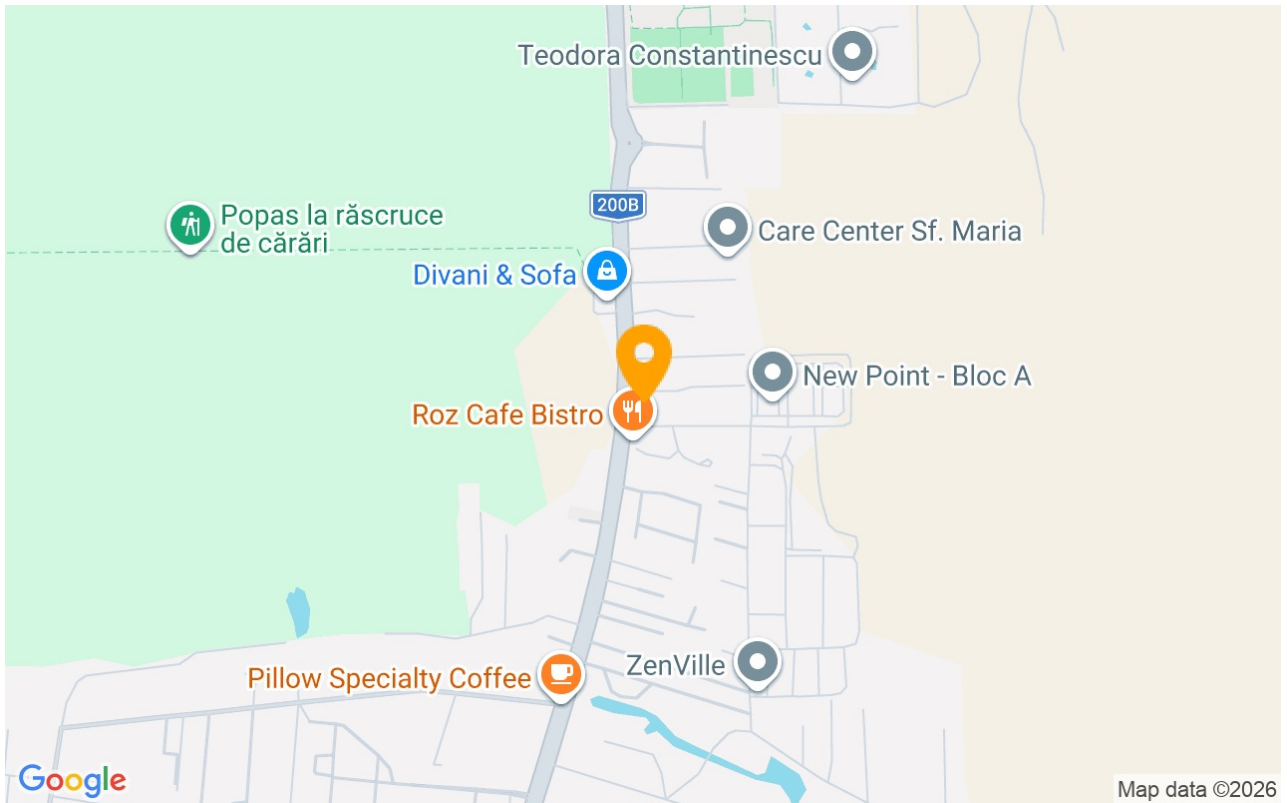 Teodora Constantinescu
200B
Popas la răscruce
de cărări
Care Center Sf. Maria
Divani & Sofa
New Point - Bloc A
Roz Cafe Bistro
ZenVille
Pillow Specialty Coffee
Google
Map data ©2026